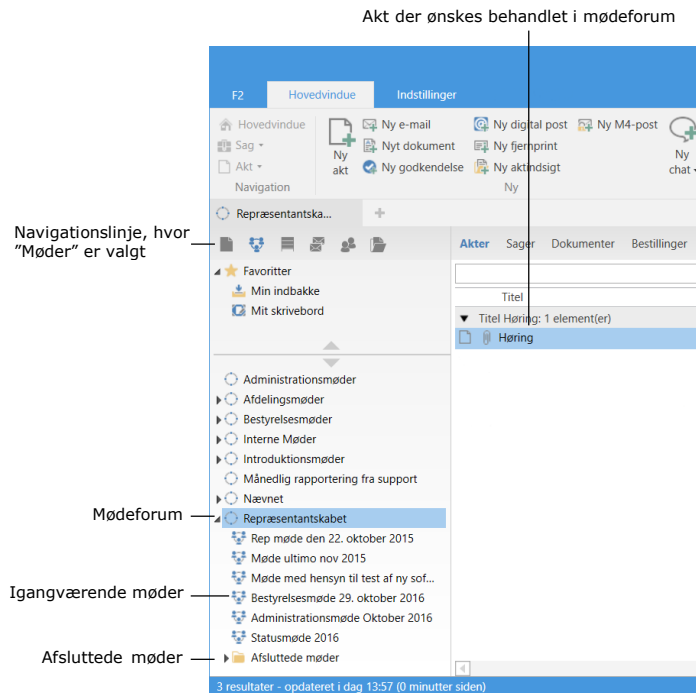 Akt der ønskes behandlet i mødeforum
F2 Hovedvindue Indstillinger
Hovedvindue
Sag
Akt
Navigation
Ny akt
Ny e-mail
Nyt dokument
Ny godkendelse
Ny digital post
Ny fjernprint
Ny aktindsigt
Ny M4-post
Ny
Ny chat
Repræsentantska... +
Navigationslinje, hvor
”Møder” er valgt
Akter Sager Dokumenter Bestillinger
Favoritter
Min indbakke
Mit skrivebord
Titel
Titel Høring: 1 element(er)
Høring
Administrationsmøder
Afdelingsmøder
Bestyrelsesmøder
Interne Møder
Introduktionsmøder
Månedlig rapportering fra support
Nævnet
Mødeforum
Repræsentantskabet
Rep møde den 22. oktober 2015
Møde ultimo nov 2015
Møde med hensyn til test af ny sof...
Igangværende møder
Bestyrelsesmøde 29. oktober 2016
Administrationsmøde Oktober 2016
Statusmøde 2016
Afsluttede møder
Afsluttede møder
3 resultater - opdateret i dag 13:57 (0 minutter siden)